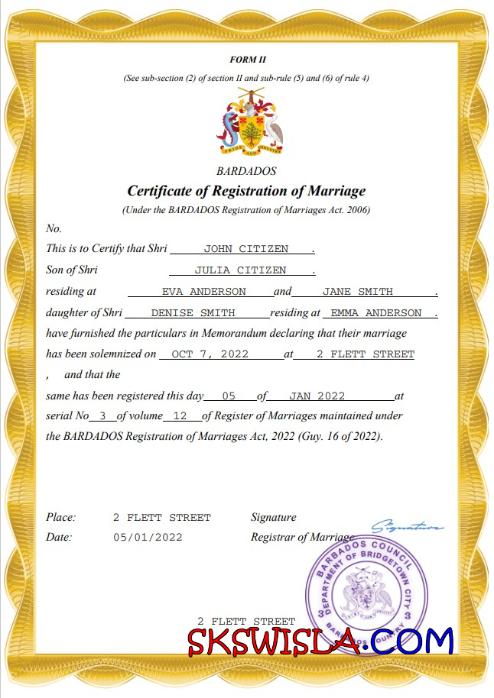 FORM II
(See sub-section (2) of section II and sub-rule (5) and (6) of rule 4)
PRIDE AND INDUSTRY
BARBADOS
Certificate of Registration of Marriage
(Under the BARBADOS Registration of Marriages Act. 2006)
No.
This is to Certify that Shri JOHN CITIZEN .
Son of Shri JULIA CITIZEN .
residing at EVA ANDERSON and JANE SMITH .
daughter of Shri DENISE SMITH residing at EMMA ANDERSON .
have furnished the particulars in Memorandum declaring that their marriage
has been solemnized on OCT 7, 2022 at 2 FLETT STREET
, and that the
same has been registered this day 05 of JAN 2022 at
serial No 3 of volume 12 of Register of Marriages maintained under
the BARDADOS Registration of Marriages Act, 2022 (Guy. 16 of 2022).
Place: 2 FLETT STREET Signature
Signature
Date: 05/01/2022 Registrar of Marriage
BARBADOS COUNCIL
DEPARTMENT OF BRIDGETOWN CITY
BARBADOS COUNTRY
2 FLETT STREET
SKSWISLA.COM